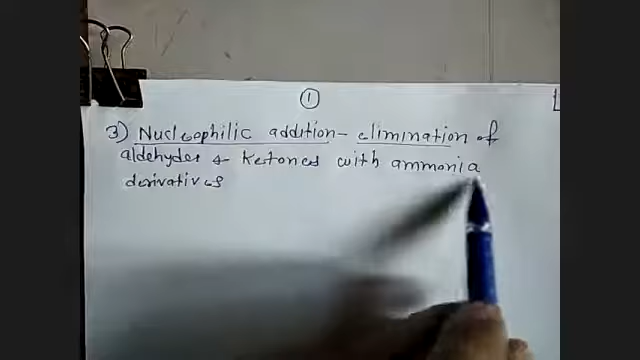 ①
3) Nucleophilic addition - elimination of
aldehydes & ketones with ammonia
derivatives